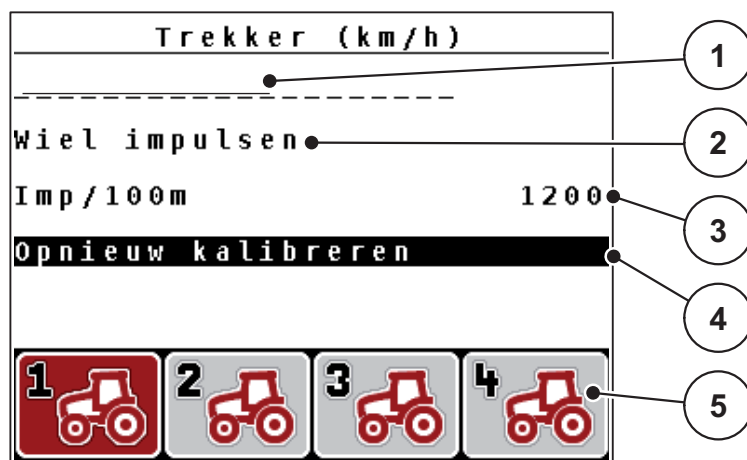 Trekker (km/h)
1
Wiel impulsen
2
Imp/100m 1200
3
Opnieuw kalibreren
4
1 2 3 4
5